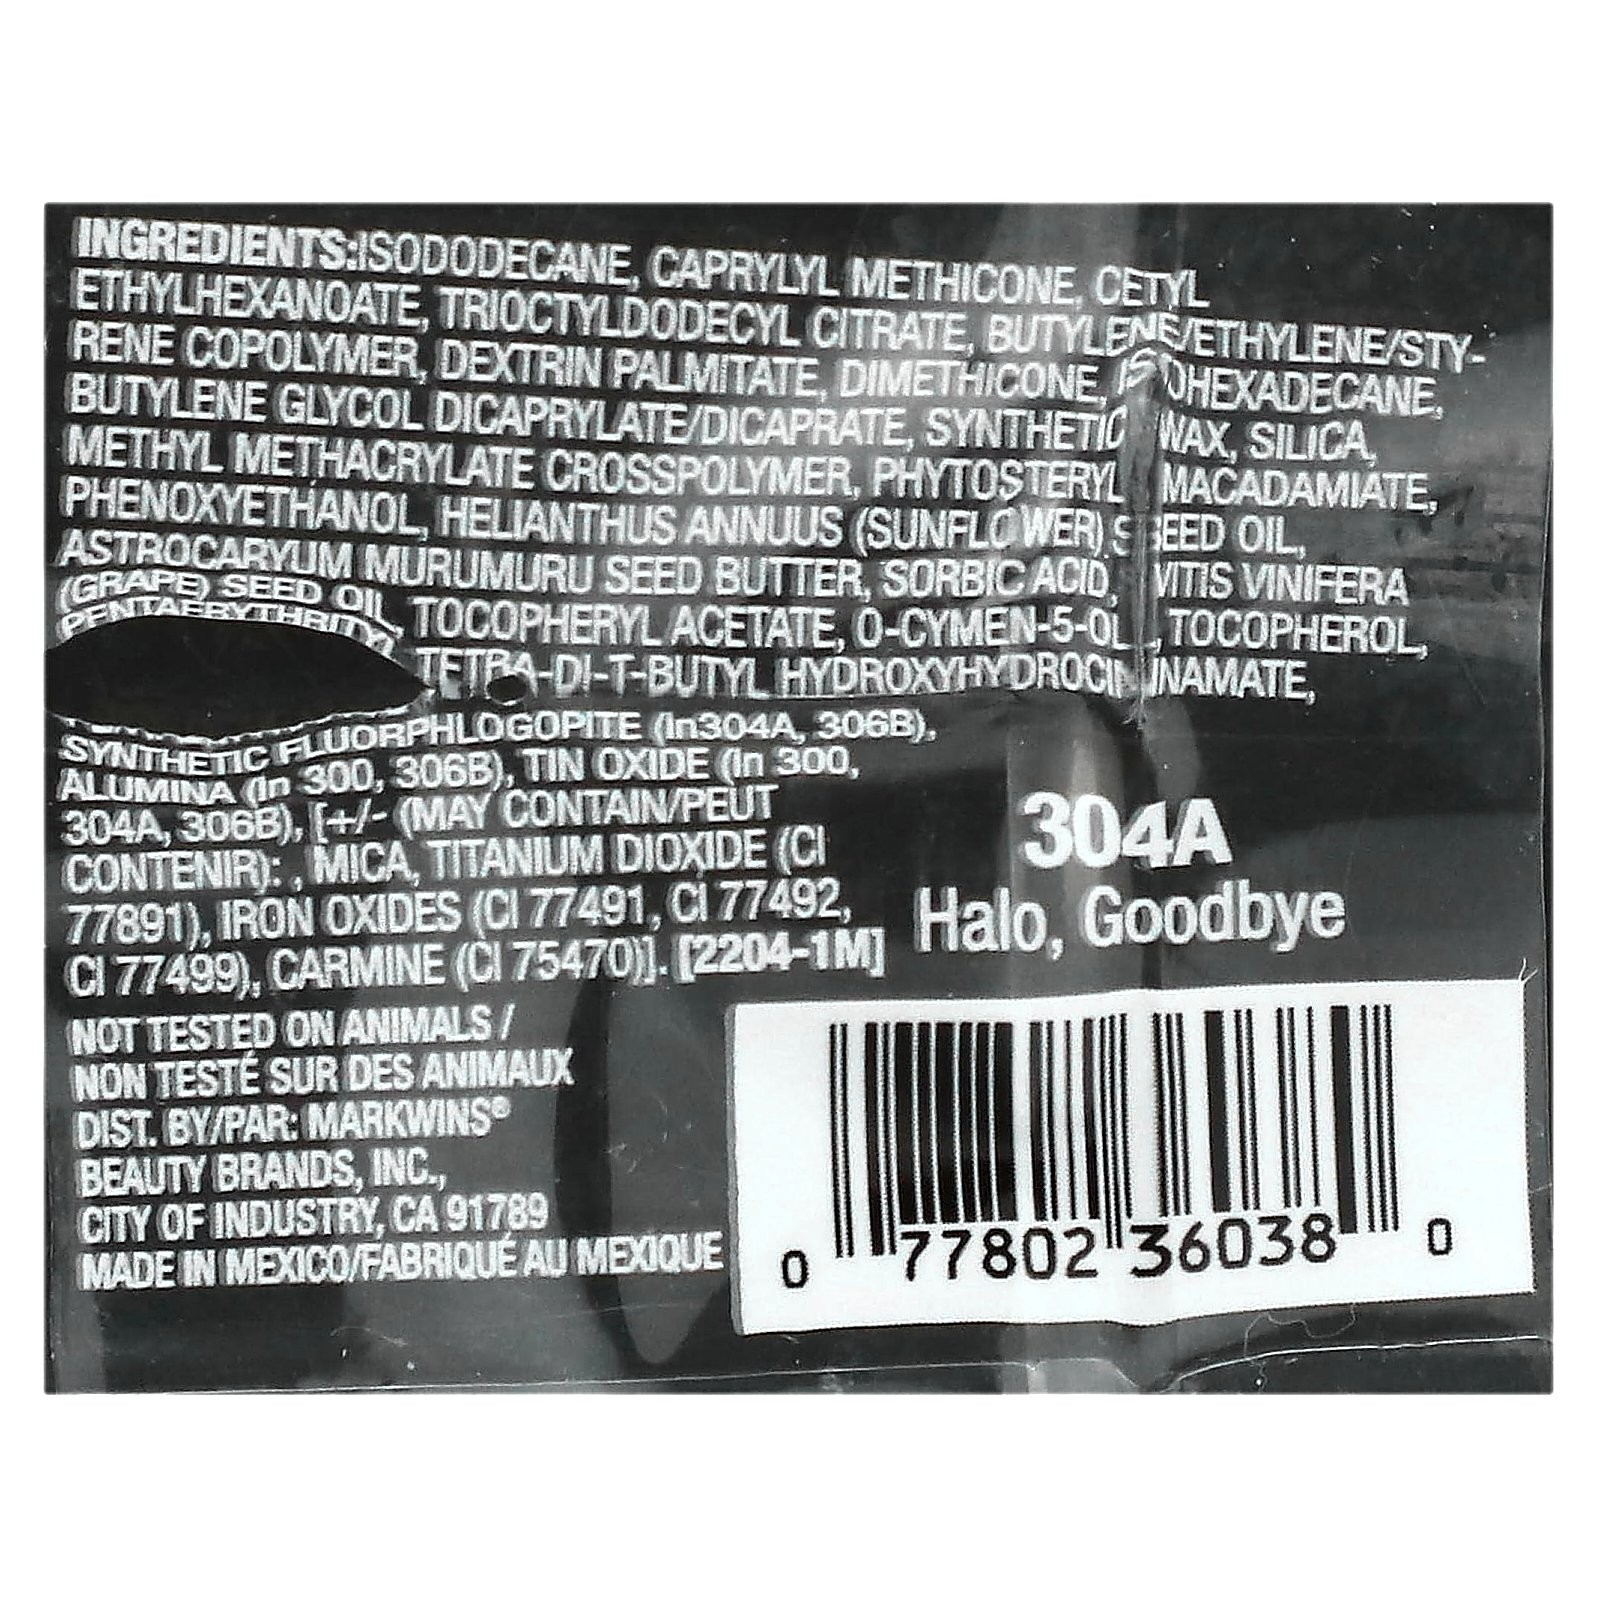 INGREDIENTS:ISODODECANE, CAPRYLYL METHICONE, CETYL
ETHYLHEXANOATE, TRIOCTYLDODECYL CITRATE, BUTYLENE/ETHYLENE/STY-
RENE COPOLYMER, DEXTRIN PALMITATE, DIMETHICONE, ISOHEXADECANE,
BUTYLENE GLYCOL DICAPRYLATE/DICAPRATE, SYNTHETIC WAX, SILICA,
METHYL METHACRYLATE CROSSPOLYMER, PHYTOSTERYL MACADAMIATE,
PHENOXYETHANOL, HELIANTHUS ANNUUS (SUNFLOWER) SEED OIL,
ASTROCARYUM MURUMURU SEED BUTTER, SORBIC ACID, VITIS VINIFERA
(GRAPE) SEED OIL, TOCOPHERYL ACETATE, O-CYMEN-5-OL, TOCOPHEROL,
PENTAERYTHRITYL TETRA-DI-T-BUTYL HYDROXYHYDROCINNAMATE,
SYNTHETIC FLUORPHLOGOPITE (In304A, 306B),
ALUMINA (In 300, 306B), TIN OXIDE (In 300,
304A, 306B), [+/- (MAY CONTAIN/PEUT
CONTENIR): , MICA, TITANIUM DIOXIDE (CI
77891), IRON OXIDES (CI 77491, CI 77492,
CI 77499), CARMINE (CI 75470)]. [2204-1M]
NOT TESTED ON ANIMALS /
NON TESTÉ SUR DES ANIMAUX
DIST. BY/PAR: MARKWINS®
BEAUTY BRANDS, INC.,
CITY OF INDUSTRY, CA 91789
MADE IN MEXICO/FABRIQUÉ AU MEXIQUE
304A
Halo, Goodbye
0 77802 36038 0